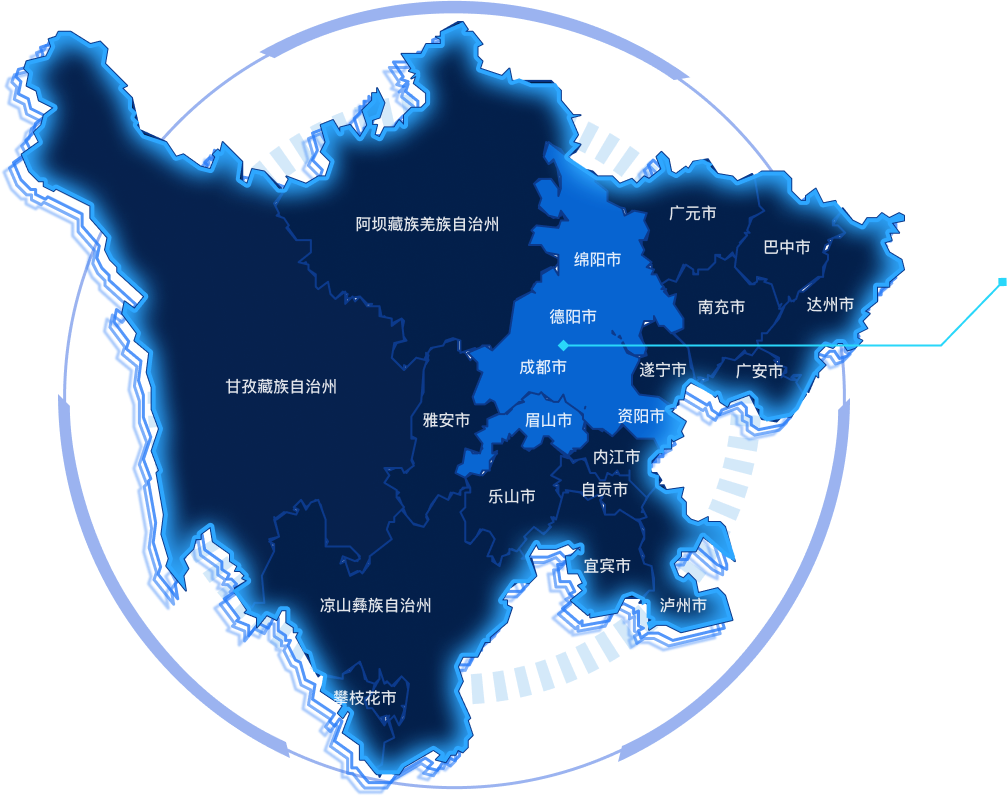 广元市
阿坝藏族羌族自治州
巴中市
绵阳市
达州市
南充市
德阳市
成都市
遂宁市
广安市
甘孜藏族自治州
资阳市
雅安市
眉山市
内江市
自贡市
乐山市
宜宾市
凉山彝族自治州
泸州市
攀枝花市